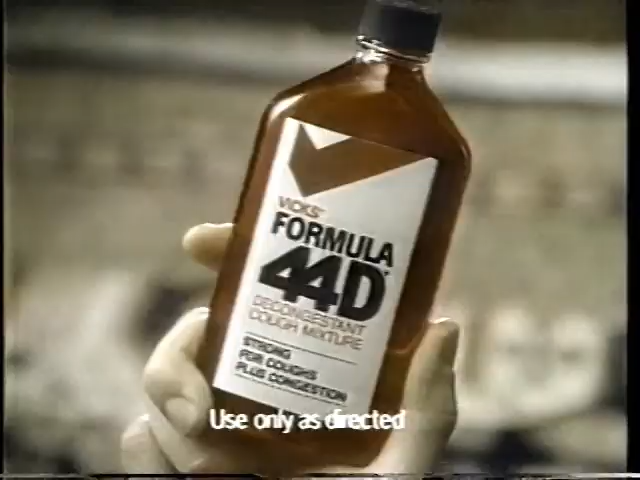 VICKS
FORMULA
44D
DECONGESTANT
COUGH MIXTURE
STRONG
FOR COUGHS
PLUS CONGESTION
Use only as directed